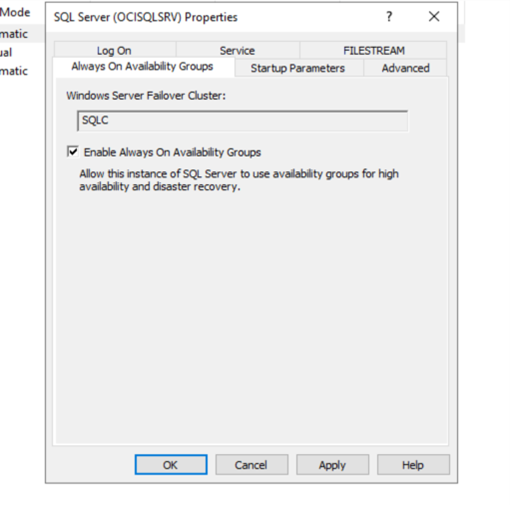 Mode
SQL Server (OCISQLSRV) Properties
? X
matic
Log On Service FILESTREAM
ual
Always On Availability Groups Startup Parameters Advanced
matic
Windows Server Failover Cluster:
SQLC
Enable Always On Availability Groups
Allow this instance of SQL Server to use availability groups for high
availability and disaster recovery.
OK Cancel Apply Help